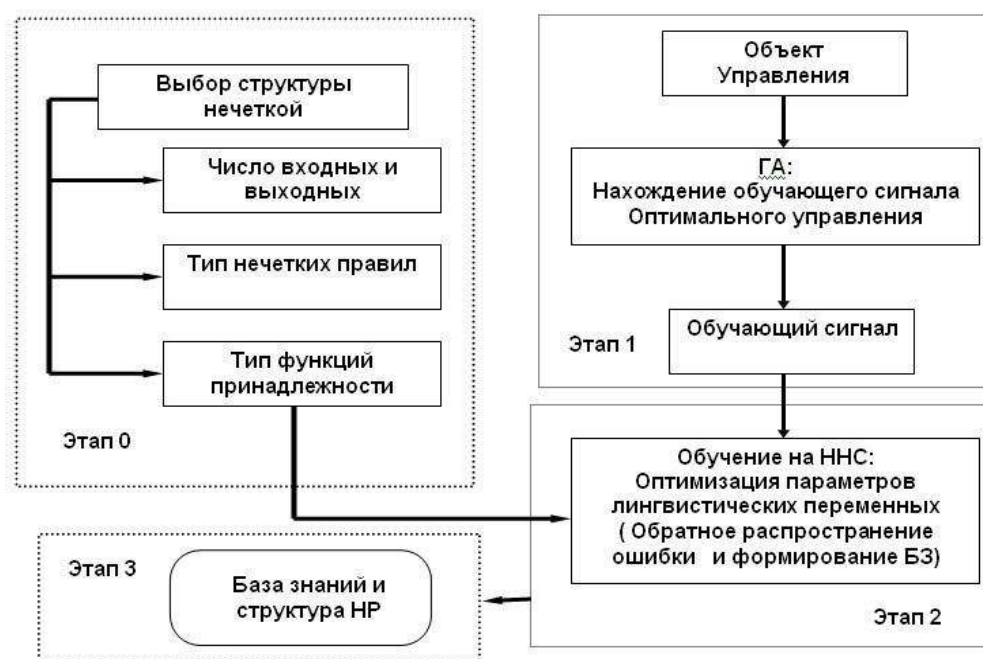 Выбор структуры
нечеткой
Число входных и
выходных
Тип нечетких правил
Тип функций
принадлежности
Этап 0
Объект
Управления
ГА:
Нахождение обучающего сигнала
Оптимального управления
Обучающий сигнал
Этап 1
Обучение на ННС:
Оптимизация параметров
лингвистических переменных
( Обратное распространение
ошибки и формирование БЗ)
Этап 2
Этап 3
База знаний и
структура НР